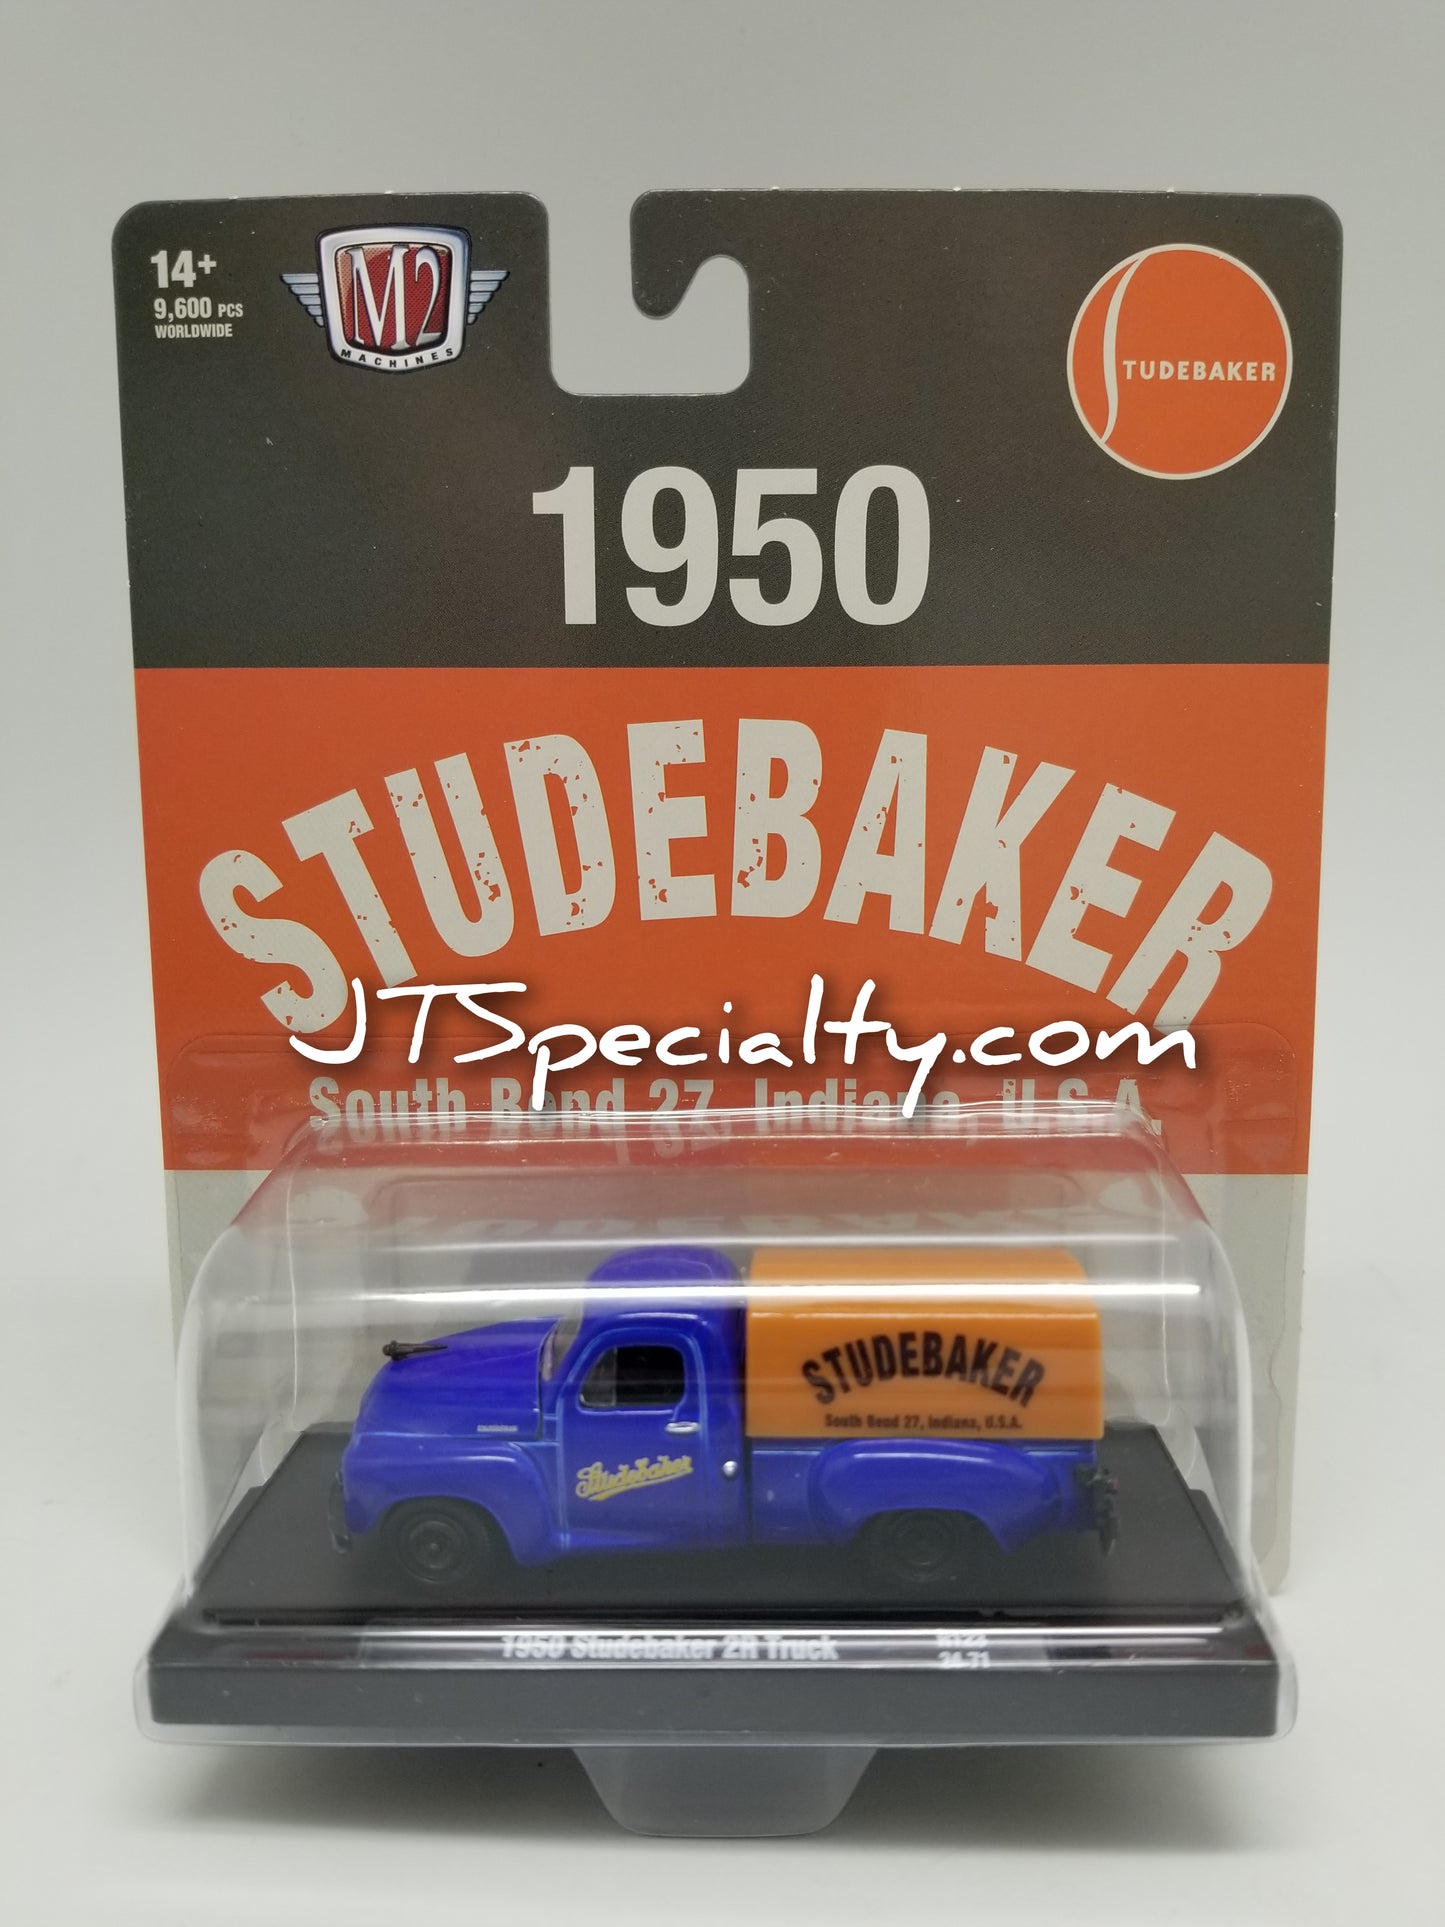 14+
9,600 PCS
WORLDWIDE
M2
MACHINES
STUDEBAKER
1950
STUDEBAKER
JTSpecialty.com
South Bend 27, Indiana, U.S.A.
STUDEBAKER
South Bend 27, Indiana, U.S.A.
Studebaker
1950 Studebaker 2R Truck